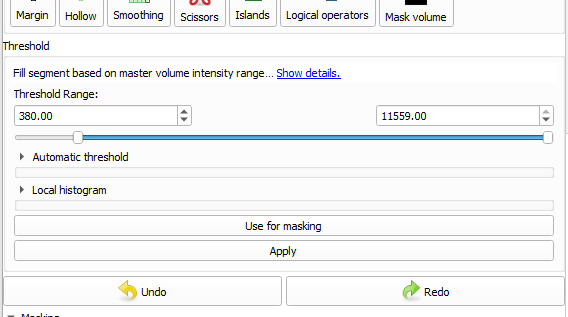 Margin Hollow Smoothing Scissors Islands Logical operators Mask volume
Threshold
Fill segment based on master volume intensity range... Show details.
Threshold Range:
380.00 11559.00
Automatic threshold
Local histogram
Use for masking
Apply
Undo Redo
Masking